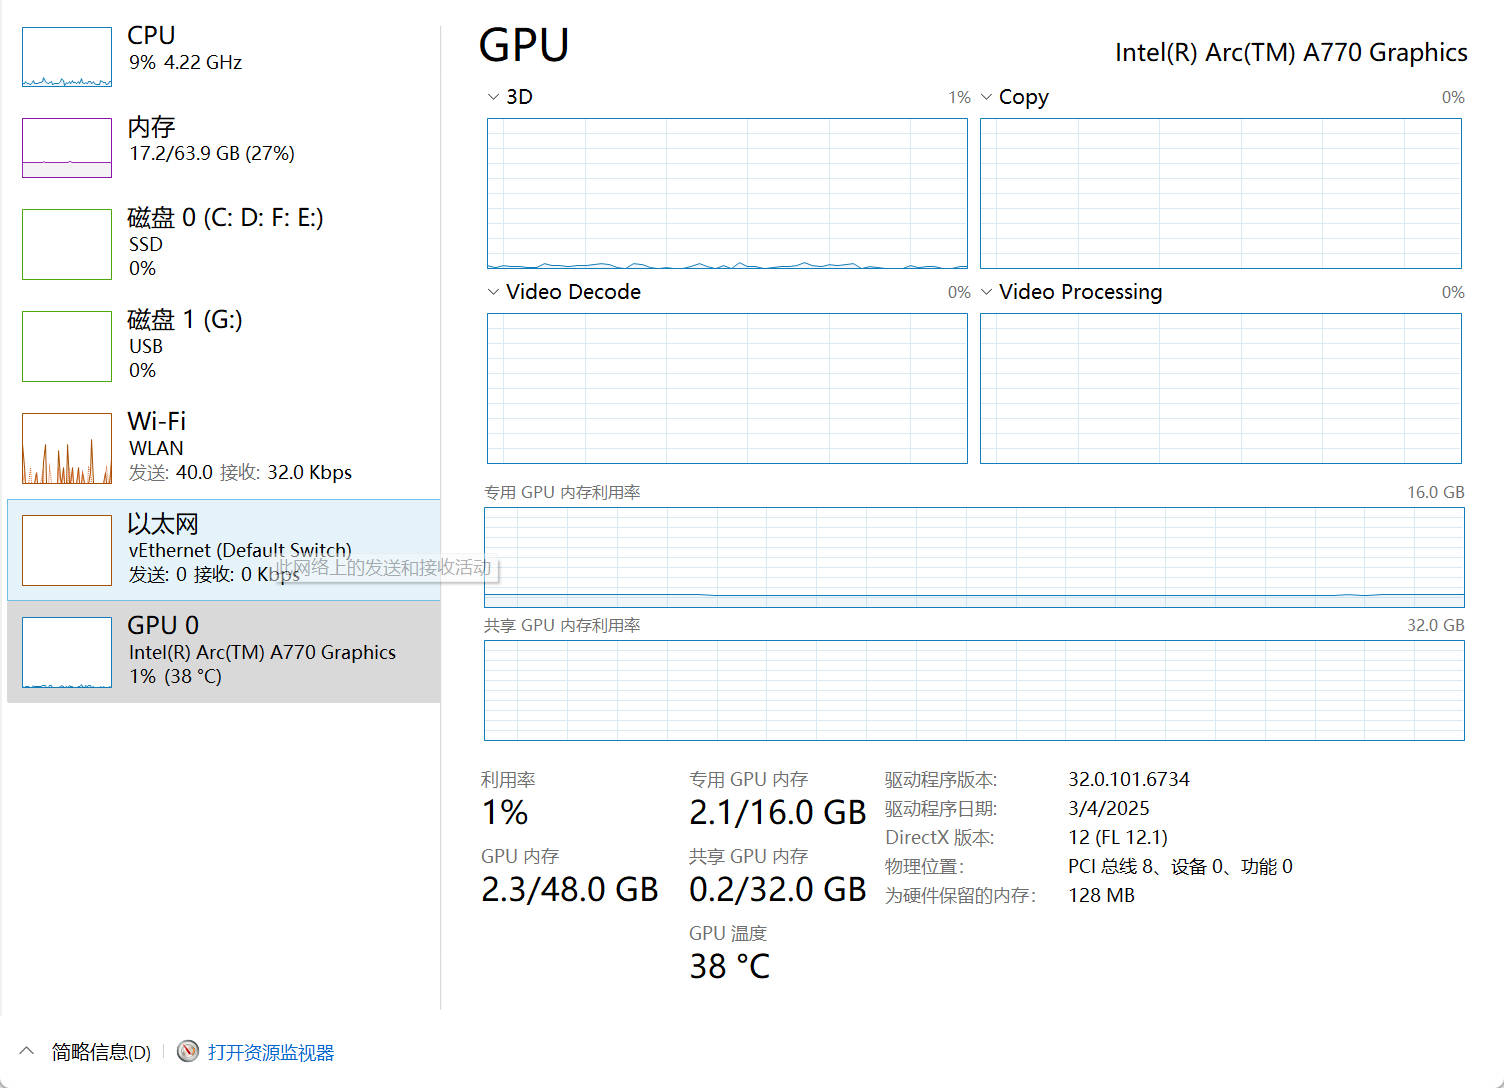 CPU
9% 4.22 GHz
内存
17.2/63.9 GB (27%)
磁盘 0 (C: D: F: E:)
SSD
0%
磁盘 1 (G:)
USB
0%
Wi-Fi
WLAN
发送: 40.0 接收: 32.0 Kbps
以太网
vEthernet (Default Switch)
发送: 0 接收: 0 Kbps
此网络上的发送和接收活动
GPU 0
Intel(R) Arc(TM) A770 Graphics
1% (38 °C)
GPU
Intel(R) Arc(TM) A770 Graphics
3D 1%
Copy 0%
Video Decode 0%
Video Processing 0%
专用 GPU 内存利用率 16.0 GB
共享 GPU 内存利用率 32.0 GB
利用率
1%
专用 GPU 内存
2.1/16.0 GB
GPU 内存
2.3/48.0 GB
共享 GPU 内存
0.2/32.0 GB
GPU 温度
38 °C
驱动程序版本: 32.0.101.6734
驱动程序日期: 3/4/2025
DirectX 版本: 12 (FL 12.1)
物理位置: PCI 总线 8、设备 0、功能 0
为硬件保留的内存: 128 MB
简略信息(D)
打开资源监视器